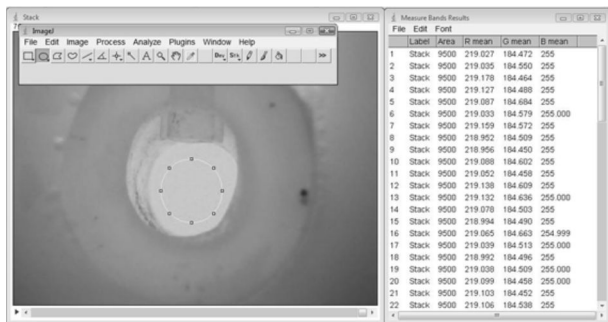 Stack
ImageJ
File Edit Image Process Analyze Plugins Window Help
A Dev Stk >>
Measure Bands Results
File Edit Font
Label Area R mean G mean B mean
1 Stack 9500 219.027 184.472 255
2 Stack 9500 219.035 184.550 255
3 Stack 9500 219.178 184.464 255
4 Stack 9500 219.127 184.488 255
5 Stack 9500 219.087 184.684 255
6 Stack 9500 219.033 184.579 255.000
7 Stack 9500 219.159 184.572 255
8 Stack 9500 218.952 184.509 255
9 Stack 9500 218.956 184.450 255
10 Stack 9500 219.088 184.602 255
11 Stack 9500 219.052 184.458 255
12 Stack 9500 219.138 184.609 255
13 Stack 9500 219.132 184.636 255.000
14 Stack 9500 219.078 184.503 255
15 Stack 9500 218.994 184.490 255
16 Stack 9500 219.065 184.663 254.999
17 Stack 9500 219.039 184.513 255.000
18 Stack 9500 218.992 184.496 255
19 Stack 9500 219.038 184.509 255.000
20 Stack 9500 219.099 184.458 255.000
21 Stack 9500 219.103 184.452 255
22 Stack 9500 219.106 184.538 255